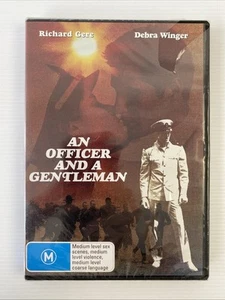 Richard Gere Debra Winger
AN
OFFICER
AND A
GENTLEMAN
M
Medium level sex
scenes, medium
level violence,
medium level
coarse language